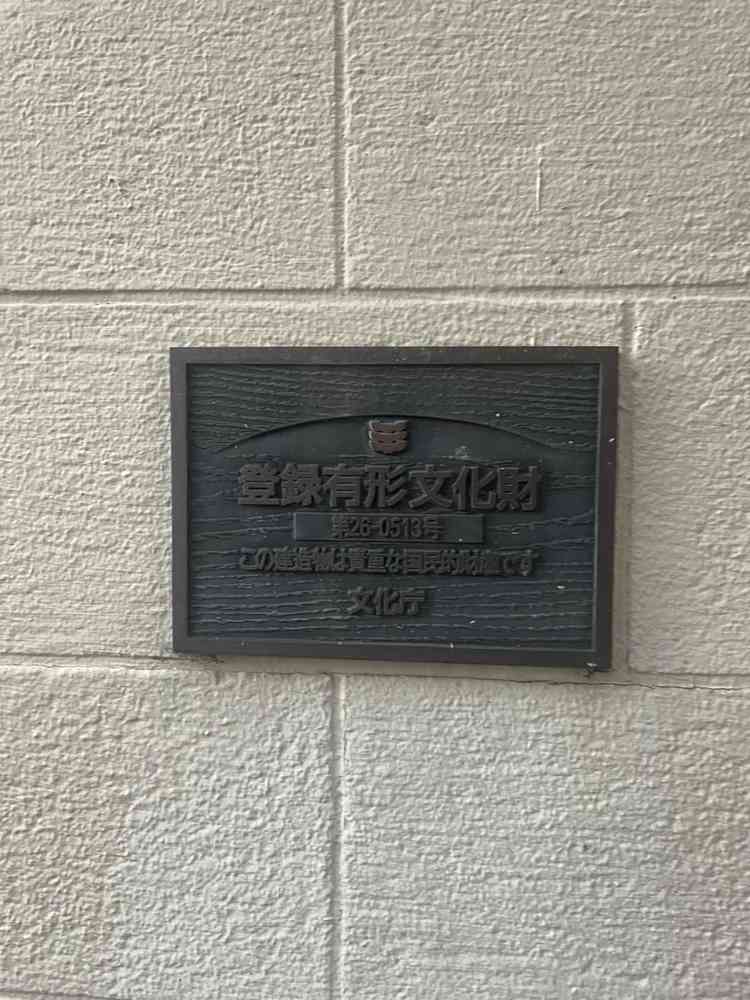 登録有形文化財
第26-0513号
この建造物は貴重な国民的財産です
文化庁